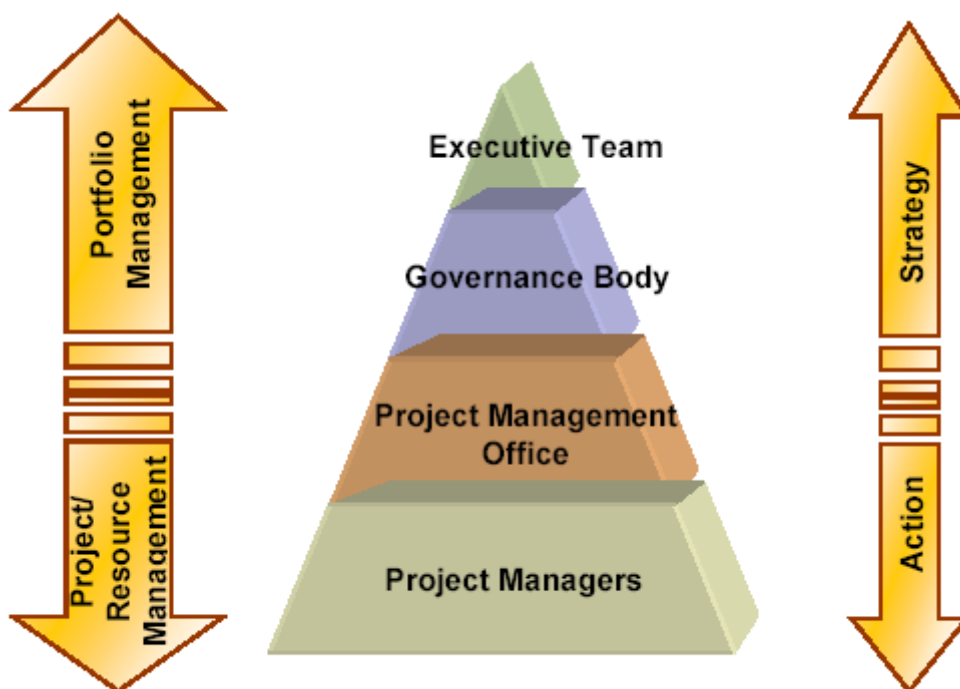 Portfolio
Management
Project/
Resource
Management
Executive Team
Governance Body
Project Management
Office
Project Managers
Strategy
Action